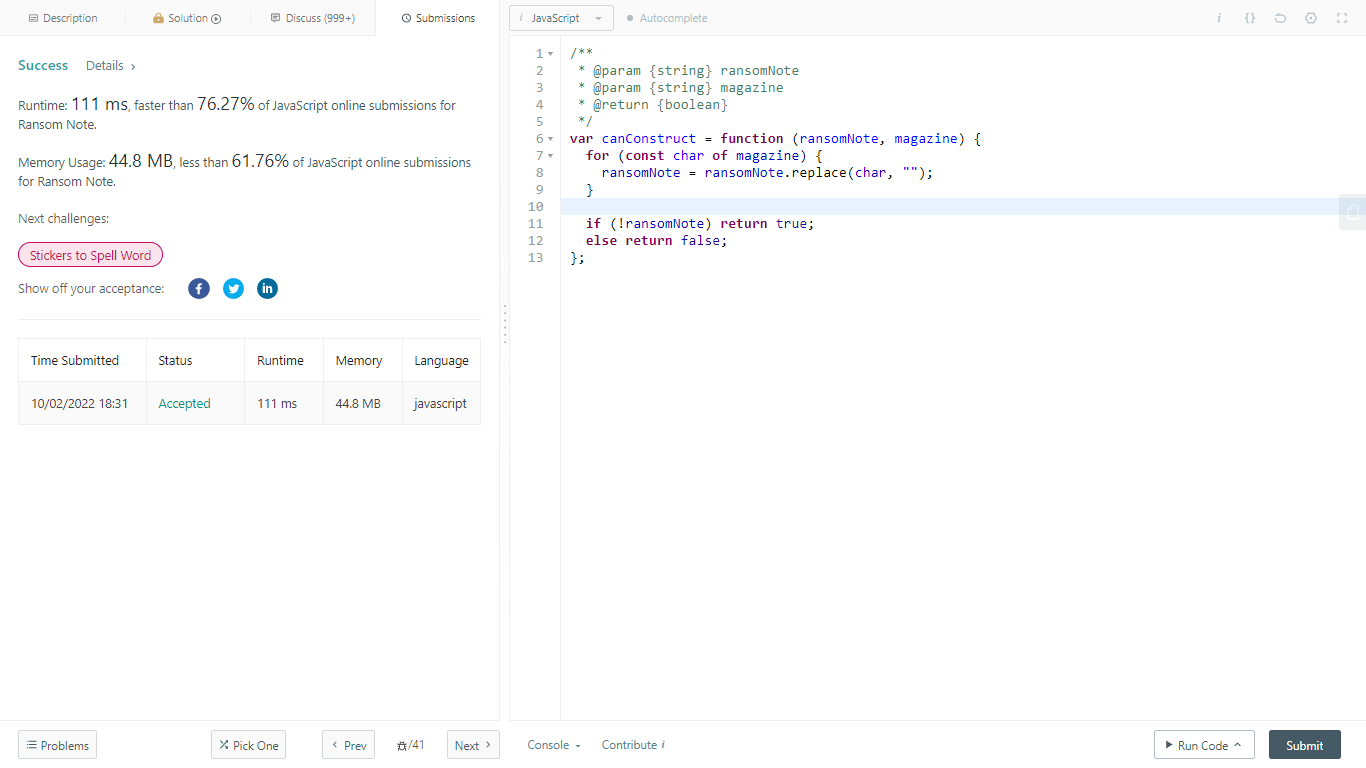 Description
Solution
Discuss (999+)
Submissions
i JavaScript
Autocomplete
i {}
Success Details ›
Runtime: 111 ms, faster than 76.27% of JavaScript online submissions for
Ransom Note.
Memory Usage: 44.8 MB, less than 61.76% of JavaScript online submissions
for Ransom Note.
Next challenges:
Stickers to Spell Word
Show off your acceptance: f in
Time Submitted Status Runtime Memory Language
10/02/2022 18:31 Accepted 111 ms 44.8 MB javascript
1 /**
2  * @param {string} ransomNote
3  * @param {string} magazine
4  * @return {boolean}
5  */
6 var canConstruct = function (ransomNote, magazine) {
7   for (const char of magazine) {
8     ransomNote = ransomNote.replace(char, "");
9   }
10
11   if (!ransomNote) return true;
12   else return false;
13 };
Problems
Pick One
‹ Prev
/41
Next ›
Console
Contribute i
Run Code
Submit